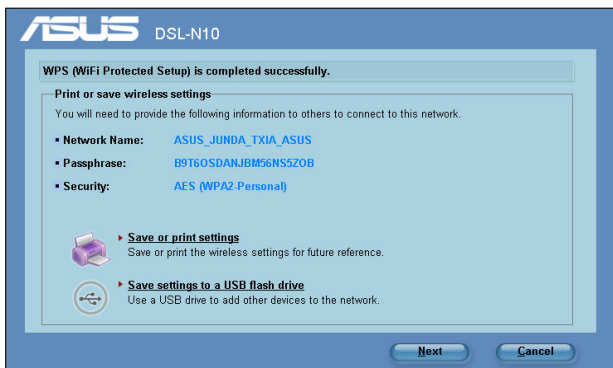 ASUS DSL-N10
WPS (WiFi Protected Setup) is completed successfully.
Print or save wireless settings
You will need to provide the following information to others to connect to this network.
Network Name: ASUS_JUNDA_TXIA_ASUS
Passphrase: B9T6OSDANJBM56NS5ZOB
Security: AES (WPA2-Personal)
Save or print settings
Save or print the wireless settings for future reference.
Save settings to a USB flash drive
Use a USB drive to add other devices to the network.
Next Cancel